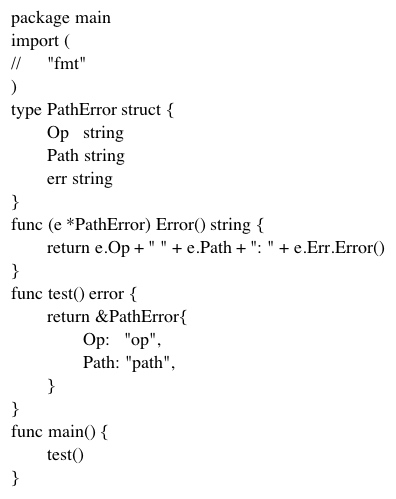 package main
import (
//      "fmt"
)
type PathError struct {
        Op   string
        Path string
        err string
}
func (e *PathError) Error() string {
        return e.Op + " " + e.Path + ": " + e.Err.Error()
}
func test() error {
        return &PathError{
                Op:   "op",
                Path: "path",
        }
}
func main() {
        test()
}